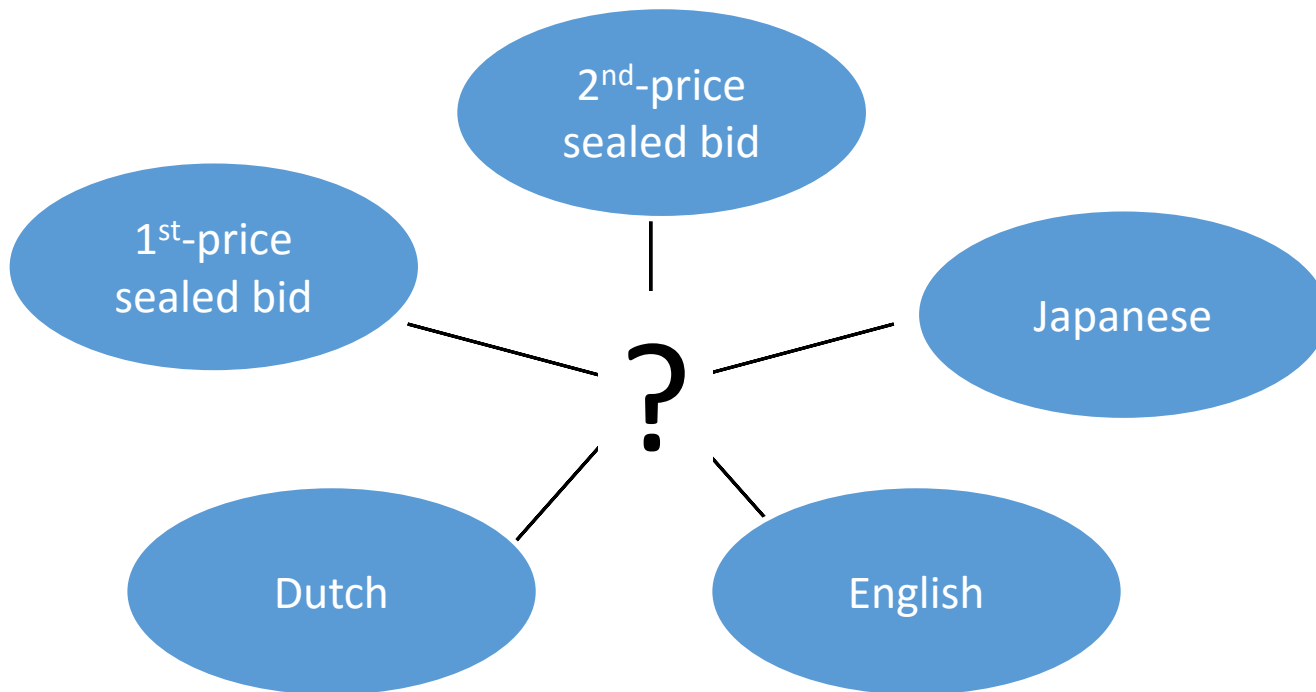 2nd-price
sealed bid
1st-price
sealed bid
Japanese
?
Dutch
English